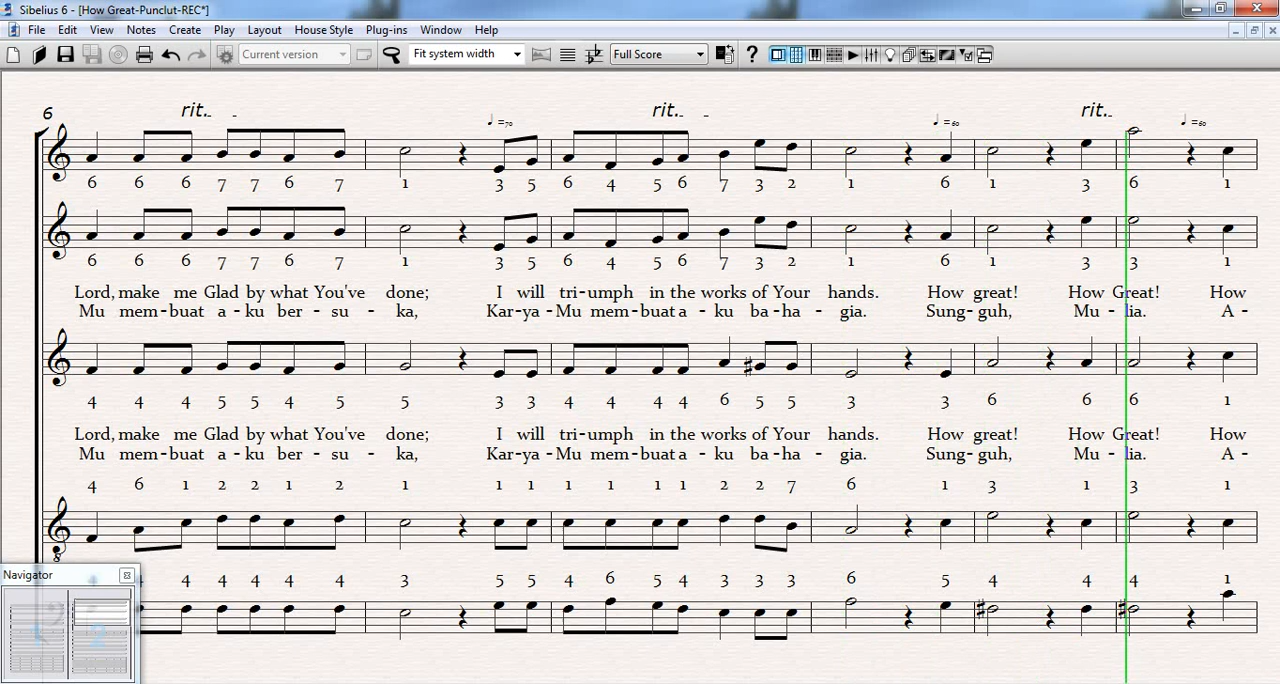 Sibelius 6 - [How Great-Punclut-REC*]
File Edit View Notes Create Play Layout House Style Plug-ins Window Help
Current version Fit system width Full Score
6 rit. rit. rit.
♩=70 ♩=60 ♩=60
6 6 6 7 7 6 7 1 3 5 6 4 5 6 7 3 2 1 6 1 3 6 1
6 6 6 7 7 6 7 1 3 5 6 4 5 6 7 3 2 1 6 1 3 3 1
Lord, make me Glad by what You've done; I will tri-umph in the works of Your hands. How great! How Great! How
Mu mem-buat a-ku ber-su-ka, Kar-ya-Mu mem-buat a-ku ba-ha-gia. Sung-guh, Mu-lia. A-
4 4 4 5 5 4 5 5 3 3 4 4 4 4 6 5 5 3 3 6 6 6 1
Lord, make me Glad by what You've done; I will tri-umph in the works of Your hands. How great! How Great! How
Mu mem-buat a-ku ber-su-ka, Kar-ya-Mu mem-buat a-ku ba-ha-gia. Sung-guh, Mu-lia. A-
4 6 1 2 2 1 2 1 1 1 1 1 1 1 2 2 7 6 1 3 1 3 1
8
Navigator
4 4 4 4 4 4 3 5 5 4 6 5 4 3 3 3 6 5 4 4 4 1